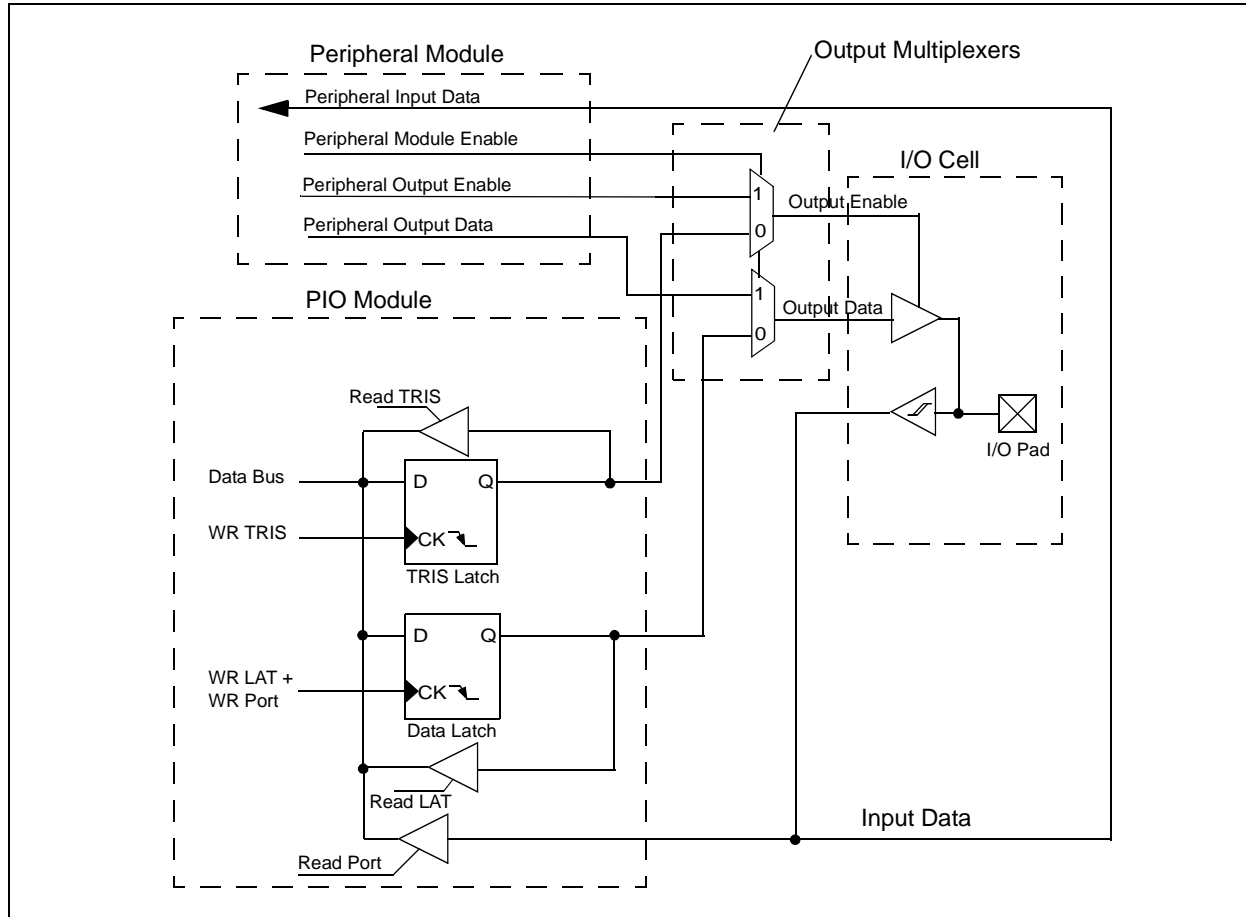 Peripheral Module
Output Multiplexers
Peripheral Input Data
Peripheral Module Enable
I/O Cell
Peripheral Output Enable
1
Output Enable
Peripheral Output Data
0
PIO Module
1
Output Data
0
Read TRIS
I/O Pad
Data Bus
D
Q
WR TRIS
CK
TRIS Latch
D
Q
WR LAT +
WR Port
CK
Data Latch
Read LAT
Input Data
Read Port